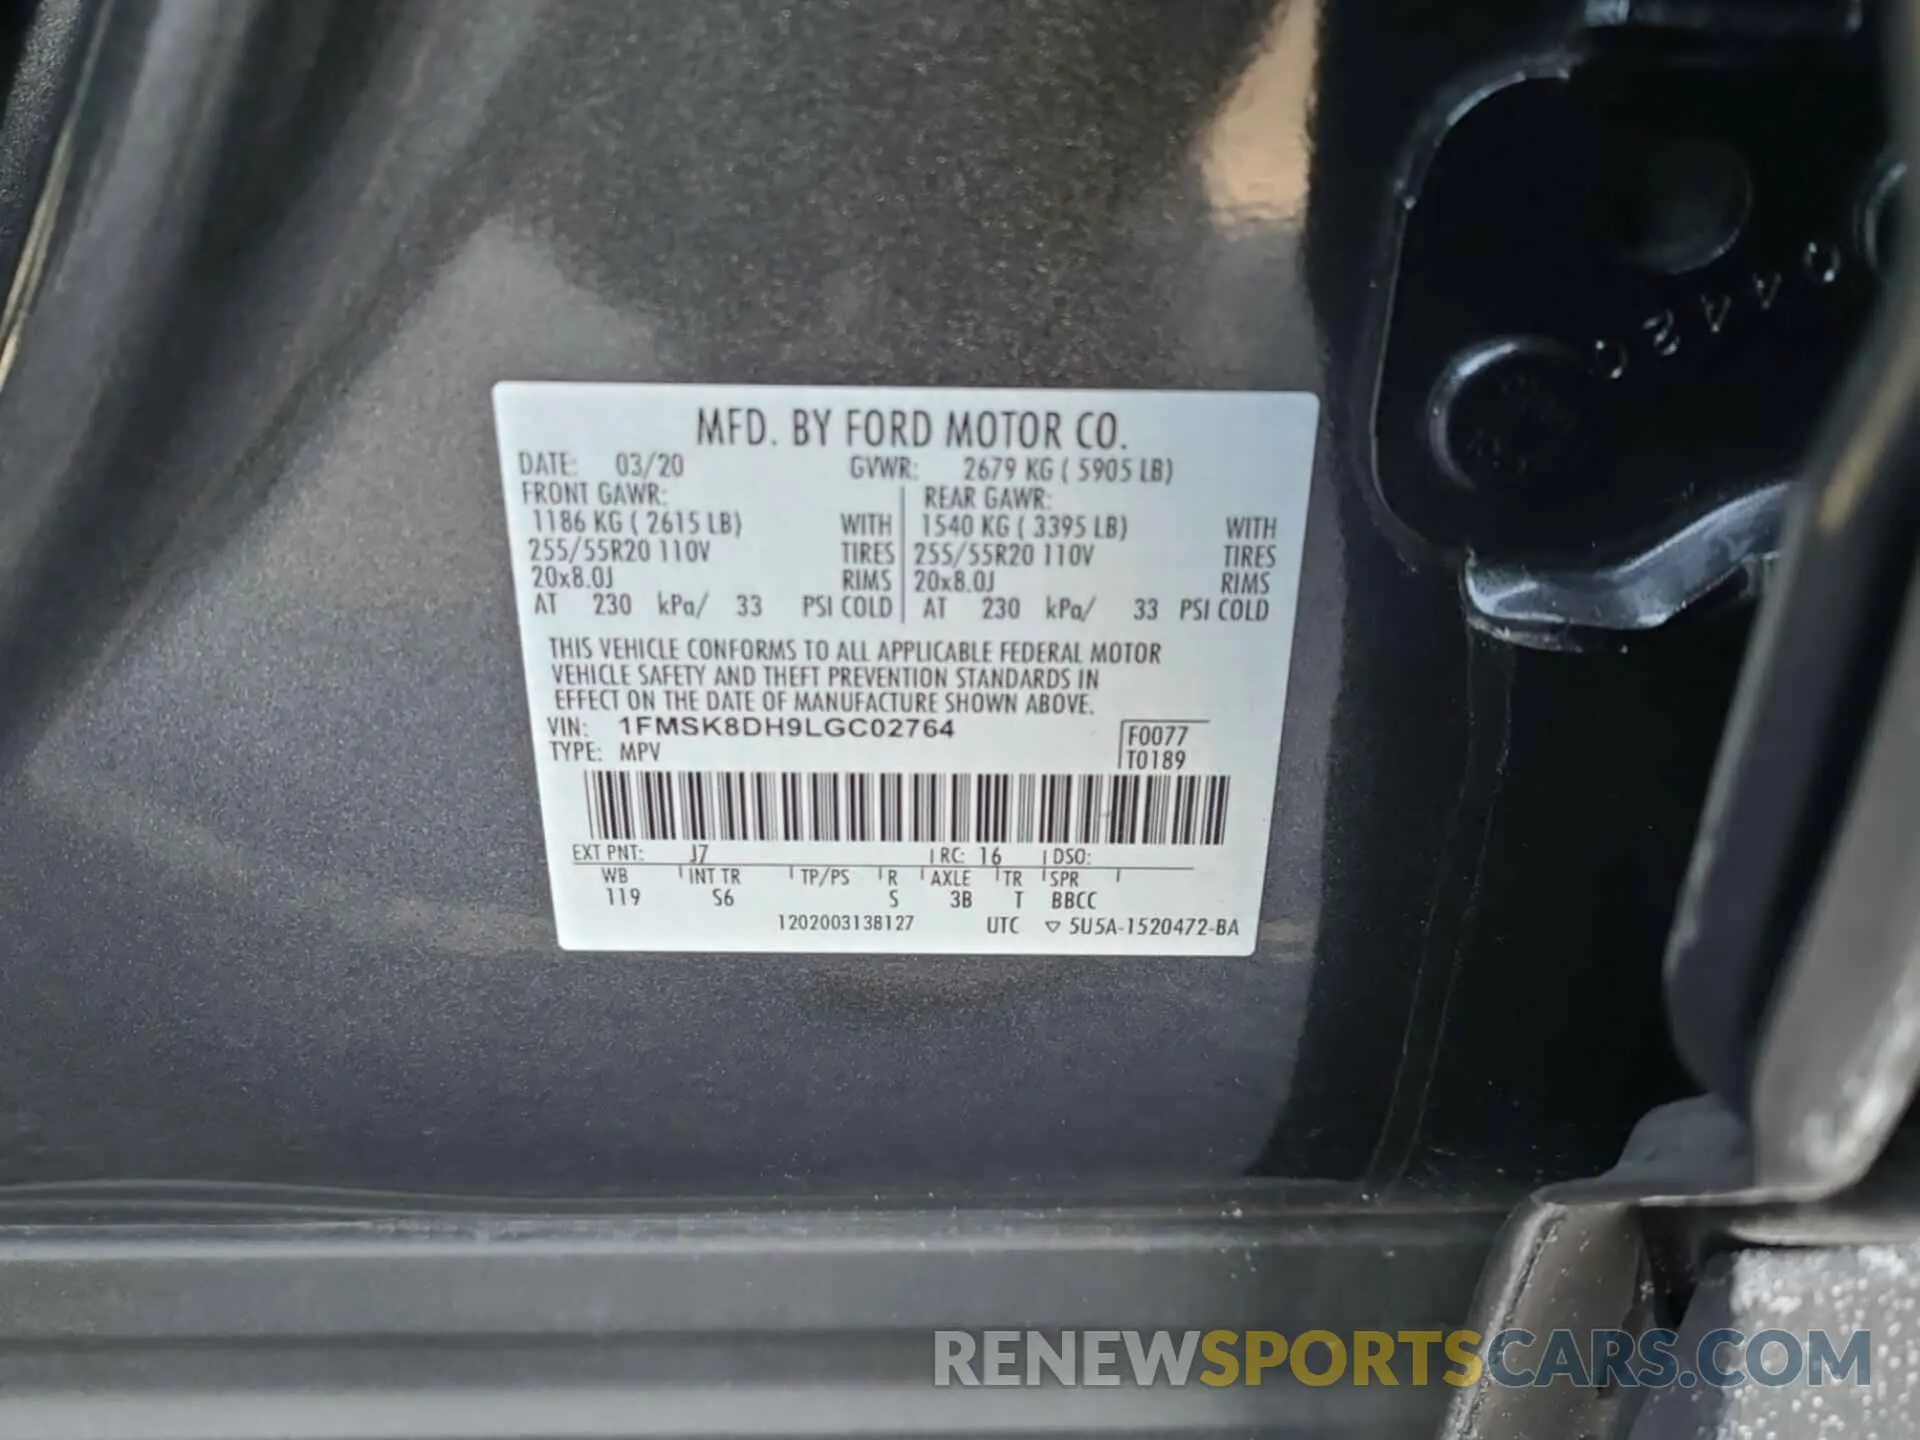 MFD. BY FORD MOTOR CO.
DATE: 03/20 GVWR: 2679 KG ( 5905 LB)
FRONT GAWR: REAR GAWR:
1186 KG ( 2615 LB) WITH 1540 KG ( 3395 LB) WITH
255/55R20 110V TIRES 255/55R20 110V TIRES
20x8.0J RIMS 20x8.0J RIMS
AT 230 kPa/ 33 PSI COLD AT 230 kPa/ 33 PSI COLD
THIS VEHICLE CONFORMS TO ALL APPLICABLE FEDERAL MOTOR
VEHICLE SAFETY AND THEFT PREVENTION STANDARDS IN
EFFECT ON THE DATE OF MANUFACTURE SHOWN ABOVE.
VIN: 1FMSK8DH9LGC02764 F0077
TYPE: MPV T0189
EXT PNT: J7 RC: 16 DSO:
WB INT TR TP/PS R AXLE TR SPR
119 S6 S 3B T BBCC
1202003138127 UTC ▽ 5U5A-1520472-BA
RENEWSPORTSCARS.COM